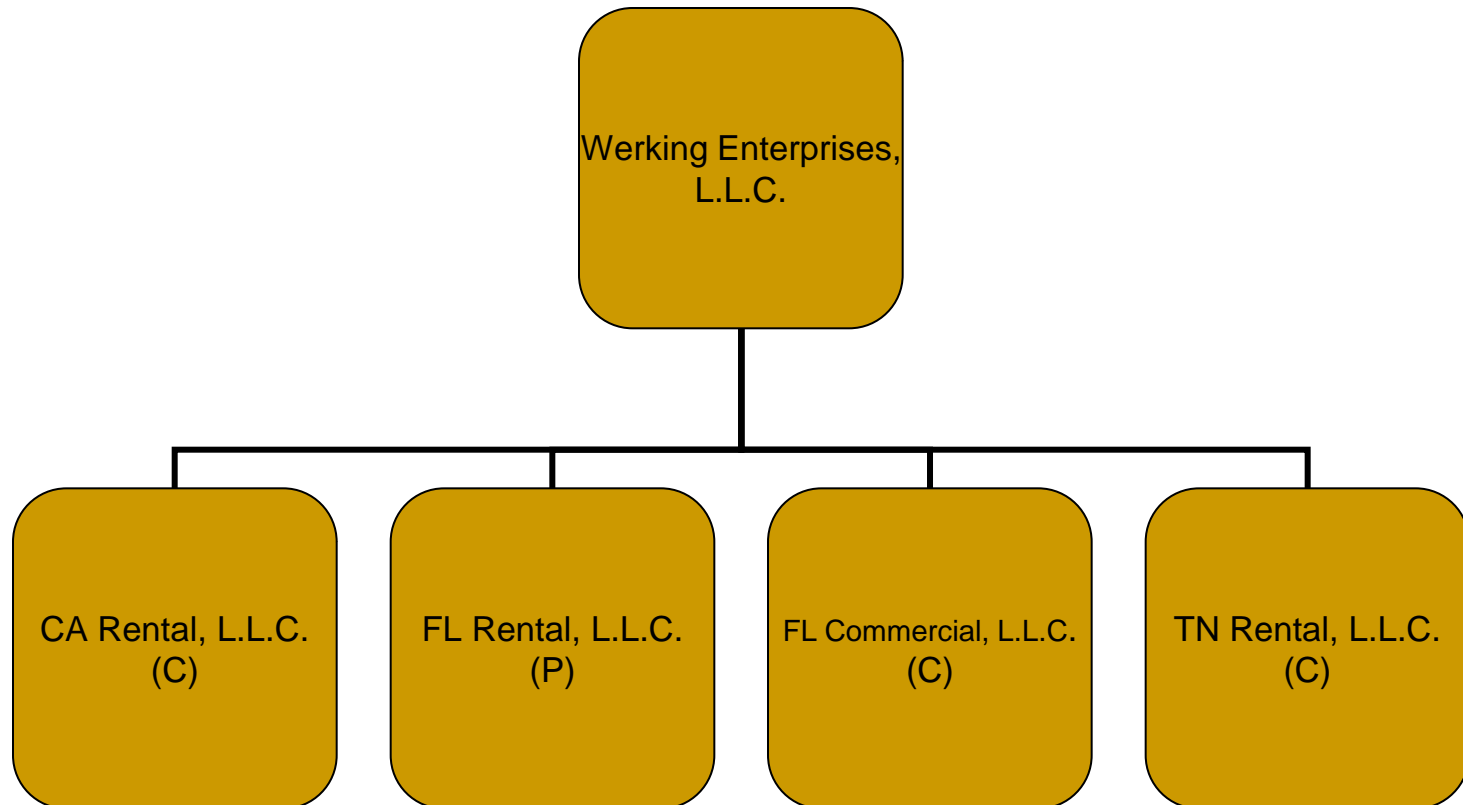 Werking Enterprises,
L.L.C.
CA Rental, L.L.C.
(C)
FL Rental, L.L.C.
(P)
FL Commercial, L.L.C.
(C)
TN Rental, L.L.C.
(C)